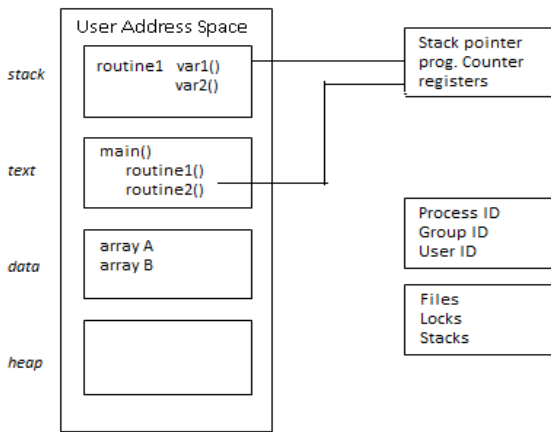 User Address Space
stack
routine1 var1()
var2()
text
main()
routine1()
routine2()
data
array A
array B
heap
Stack pointer
prog. Counter
registers
Process ID
Group ID
User ID
Files
Locks
Stacks